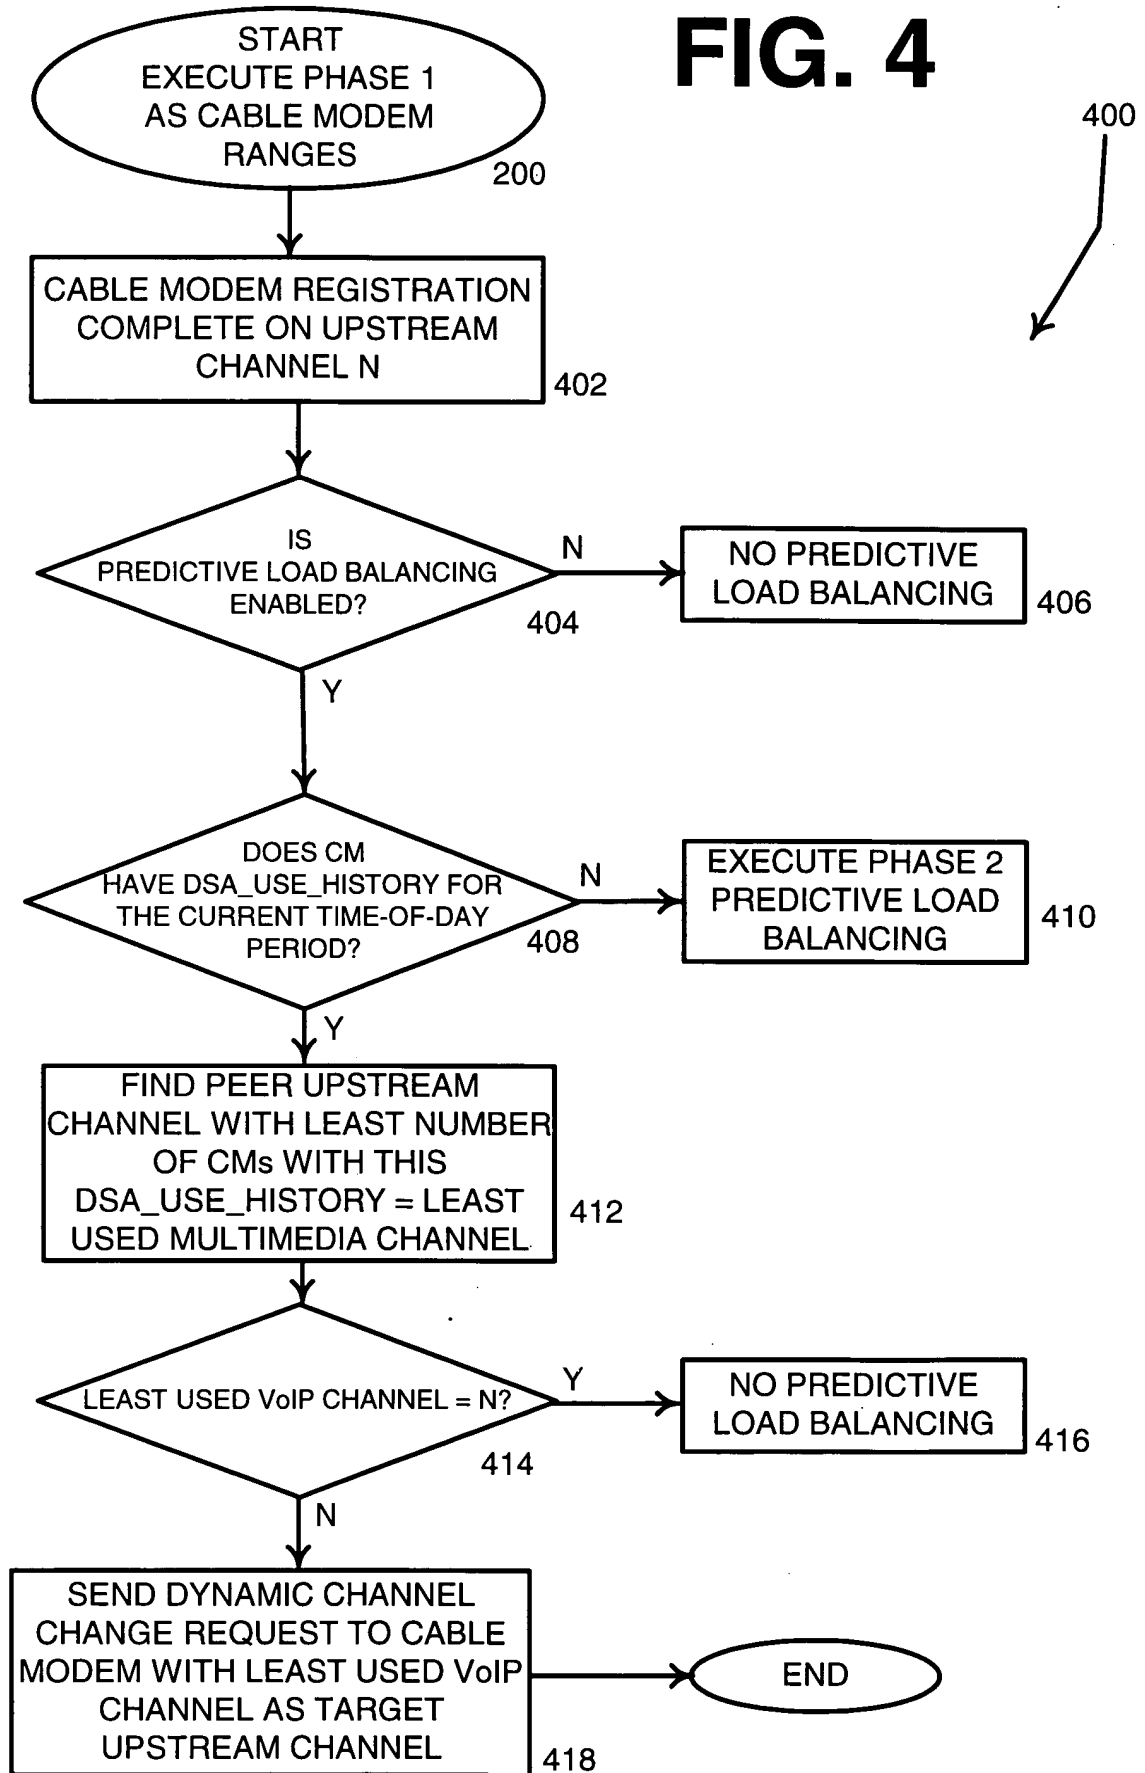 FIG. 4
400
START
EXECUTE PHASE 1
AS CABLE MODEM
RANGES
200
CABLE MODEM REGISTRATION
COMPLETE ON UPSTREAM
CHANNEL N
402
IS
PREDICTIVE LOAD BALANCING
ENABLED?
404
N
NO PREDICTIVE
LOAD BALANCING
406
Y
DOES CM
HAVE DSA_USE_HISTORY FOR
THE CURRENT TIME-OF-DAY
PERIOD?
408
N
EXECUTE PHASE 2
PREDICTIVE LOAD
BALANCING
410
Y
FIND PEER UPSTREAM
CHANNEL WITH LEAST NUMBER
OF CMs WITH THIS
DSA_USE_HISTORY = LEAST
USED MULTIMEDIA CHANNEL
412
LEAST USED VoIP CHANNEL = N?
414
Y
NO PREDICTIVE
LOAD BALANCING
416
N
SEND DYNAMIC CHANNEL
CHANGE REQUEST TO CABLE
MODEM WITH LEAST USED VoIP
CHANNEL AS TARGET
UPSTREAM CHANNEL
418
END